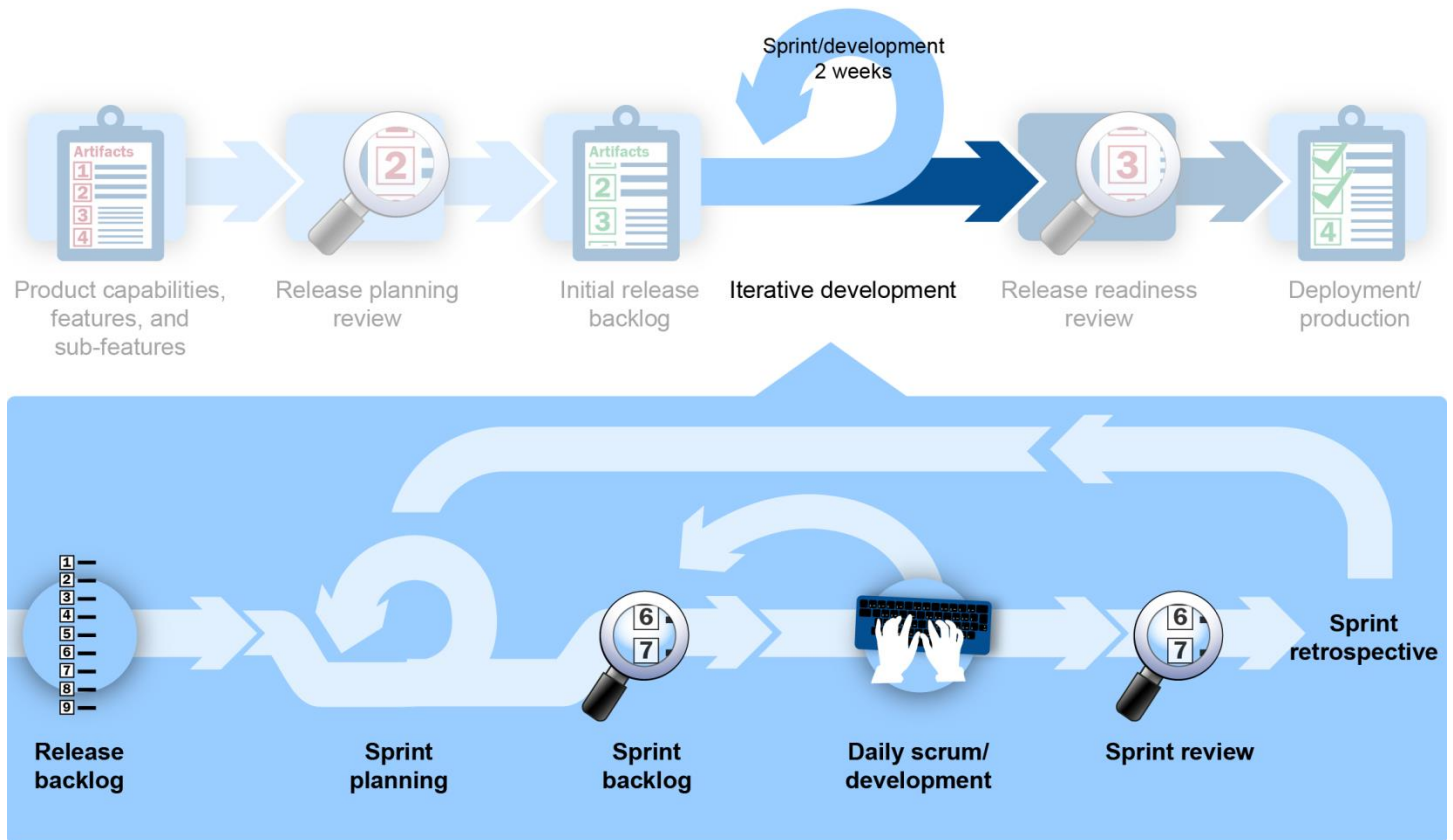 Sprint/development
2 weeks
Artifacts
1
2
3
4
2
Artifacts
2
3
3
4
Product capabilities,
features, and
sub-features
Release planning
review
Initial release
backlog
Iterative development
Release readiness
review
Deployment/
production
1
2
3
4
5
6
7
8
9
6
7
6
7
Sprint
retrospective
Release
backlog
Sprint
planning
Sprint
backlog
Daily scrum/
development
Sprint review